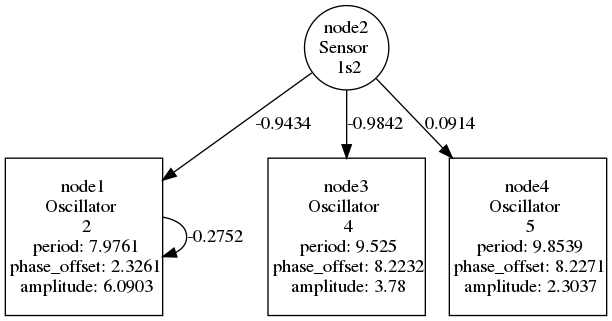 node2
Sensor
1s2
-0.9434
-0.9842
0.0914
node1
Oscillator
2
period: 7.9761
phase_offset: 2.3261
amplitude: 6.0903
-0.2752
node3
Oscillator
4
period: 9.525
phase_offset: 8.2232
amplitude: 3.78
node4
Oscillator
5
period: 9.8539
phase_offset: 8.2271
amplitude: 2.3037